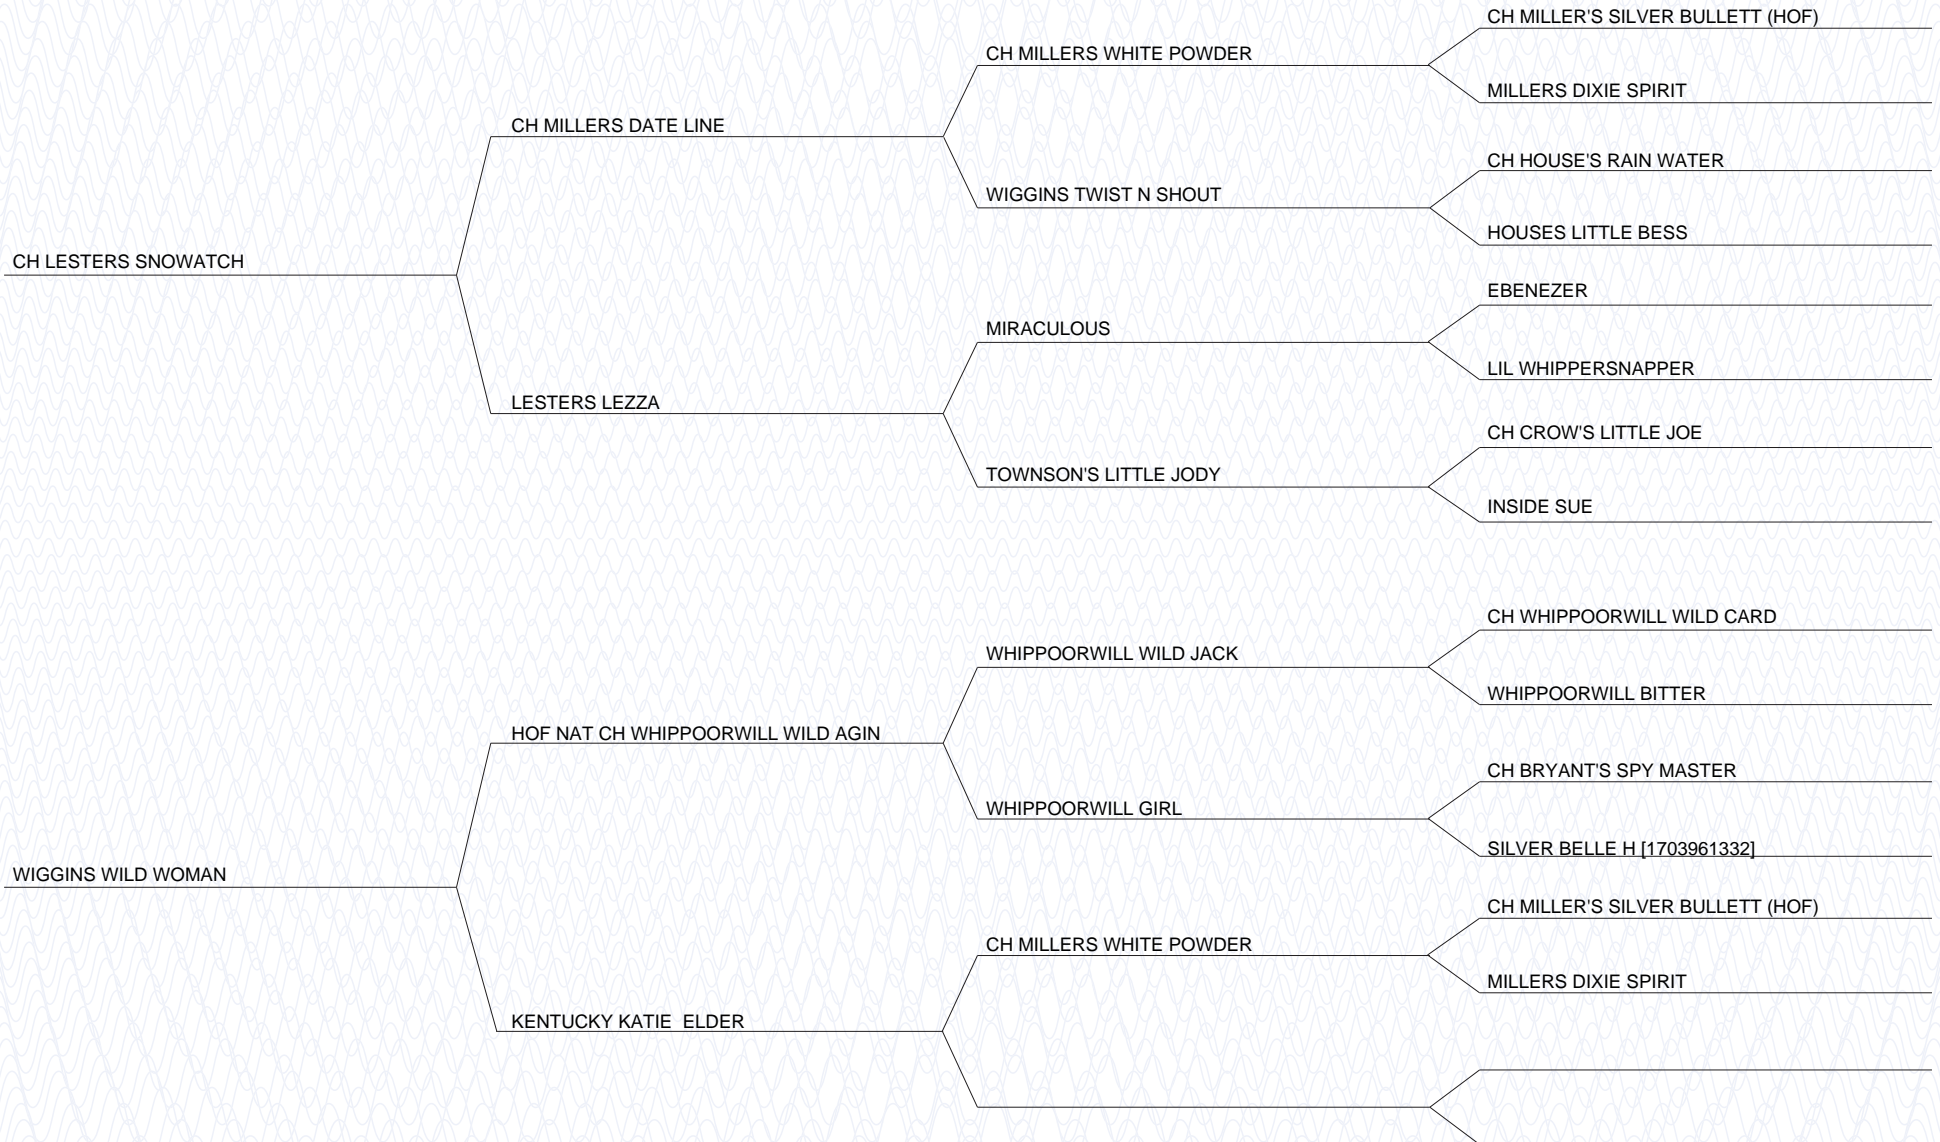 CH MILLER'S SILVER BULLETT (HOF)
CH MILLERS WHITE POWDER
MILLERS DIXIE SPIRIT
CH MILLERS DATE LINE
CH HOUSE'S RAIN WATER
WIGGINS TWIST N SHOUT
HOUSES LITTLE BESS
CH LESTERS SNOWATCH
EBENEZER
MIRACULOUS
LIL WHIPPERSNAPPER
LESTERS LEZZA
CH CROW'S LITTLE JOE
TOWNSON'S LITTLE JODY
INSIDE SUE
CH WHIPPOORWILL WILD CARD
WHIPPOORWILL WILD JACK
WHIPPOORWILL BITTER
HOF NAT CH WHIPPOORWILL WILD AGIN
CH BRYANT'S SPY MASTER
WHIPPOORWILL GIRL
SILVER BELLE H [1703961332]
WIGGINS WILD WOMAN
CH MILLER'S SILVER BULLETT (HOF)
CH MILLERS WHITE POWDER
MILLERS DIXIE SPIRIT
KENTUCKY KATIE  ELDER